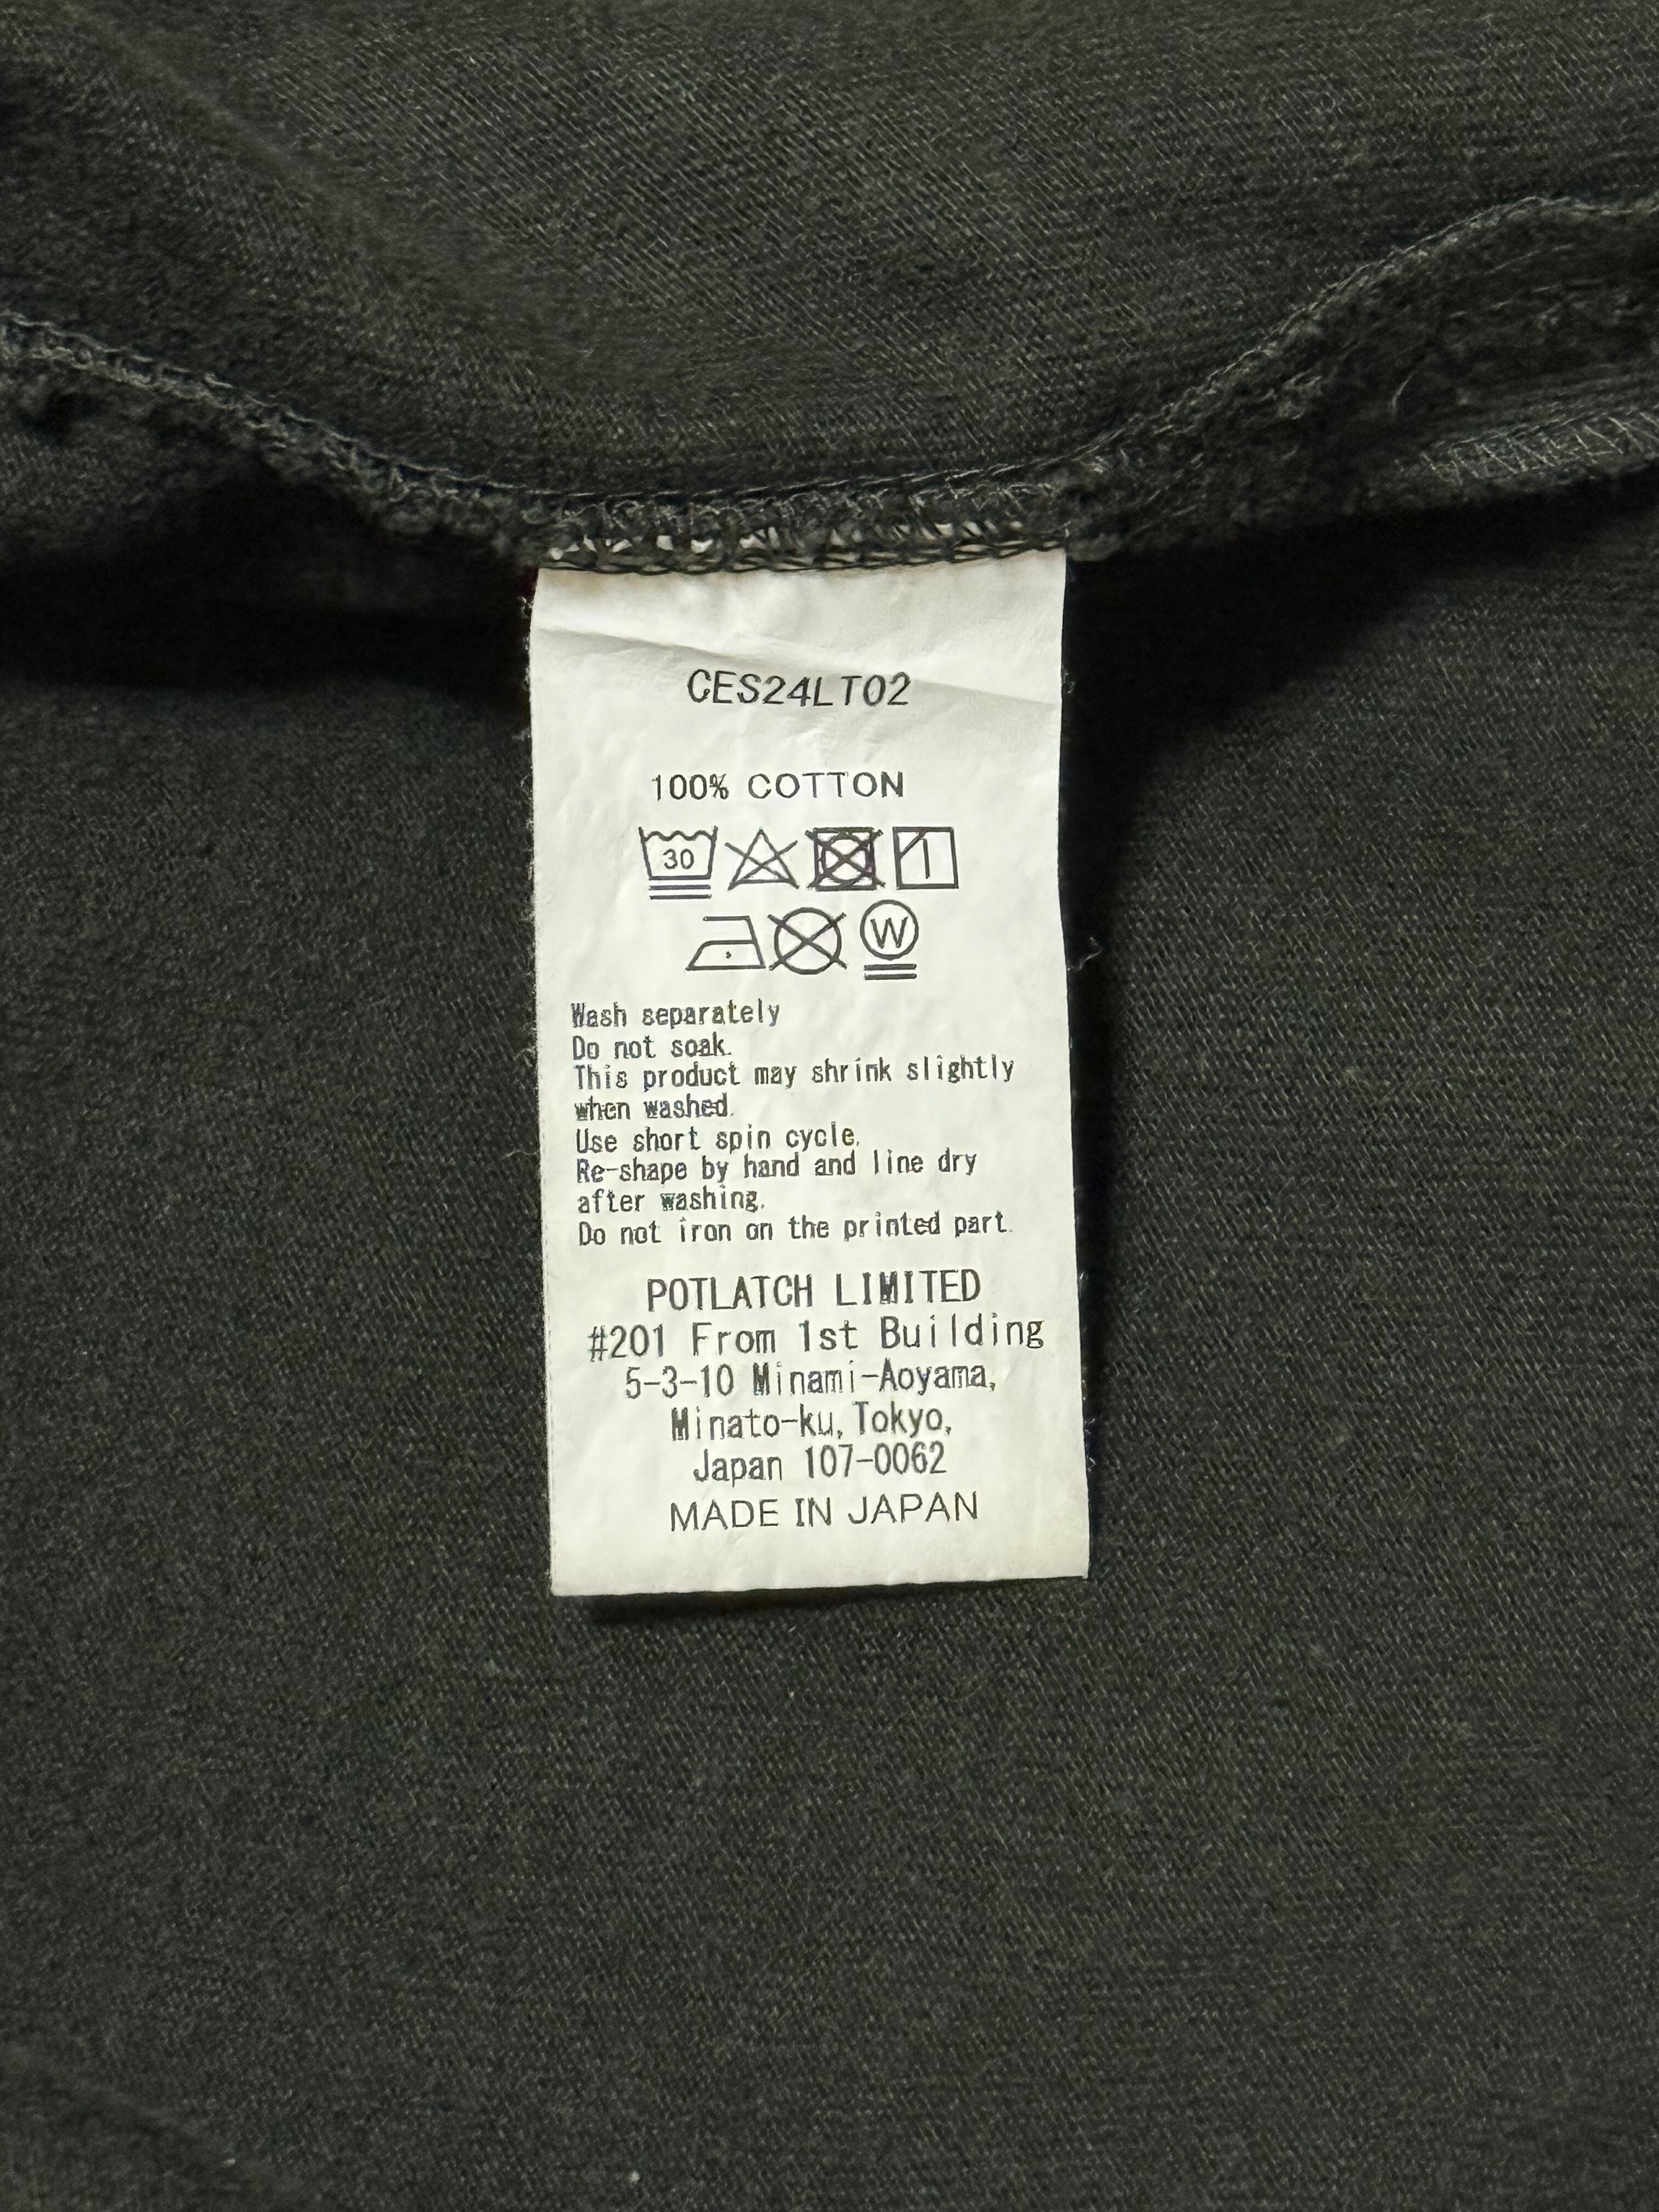 CES24LT02
100% COTTON
30
W
Wash separately
Do not soak.
This product may shrink slightly
when washed.
Use short spin cycle.
Re-shape by hand and line dry
after washing.
Do not iron on the printed part.
POTLATCH LIMITED
#201 From 1st Building
5-3-10 Minami-Aoyama,
Minato-ku, Tokyo,
Japan 107-0062
MADE IN JAPAN